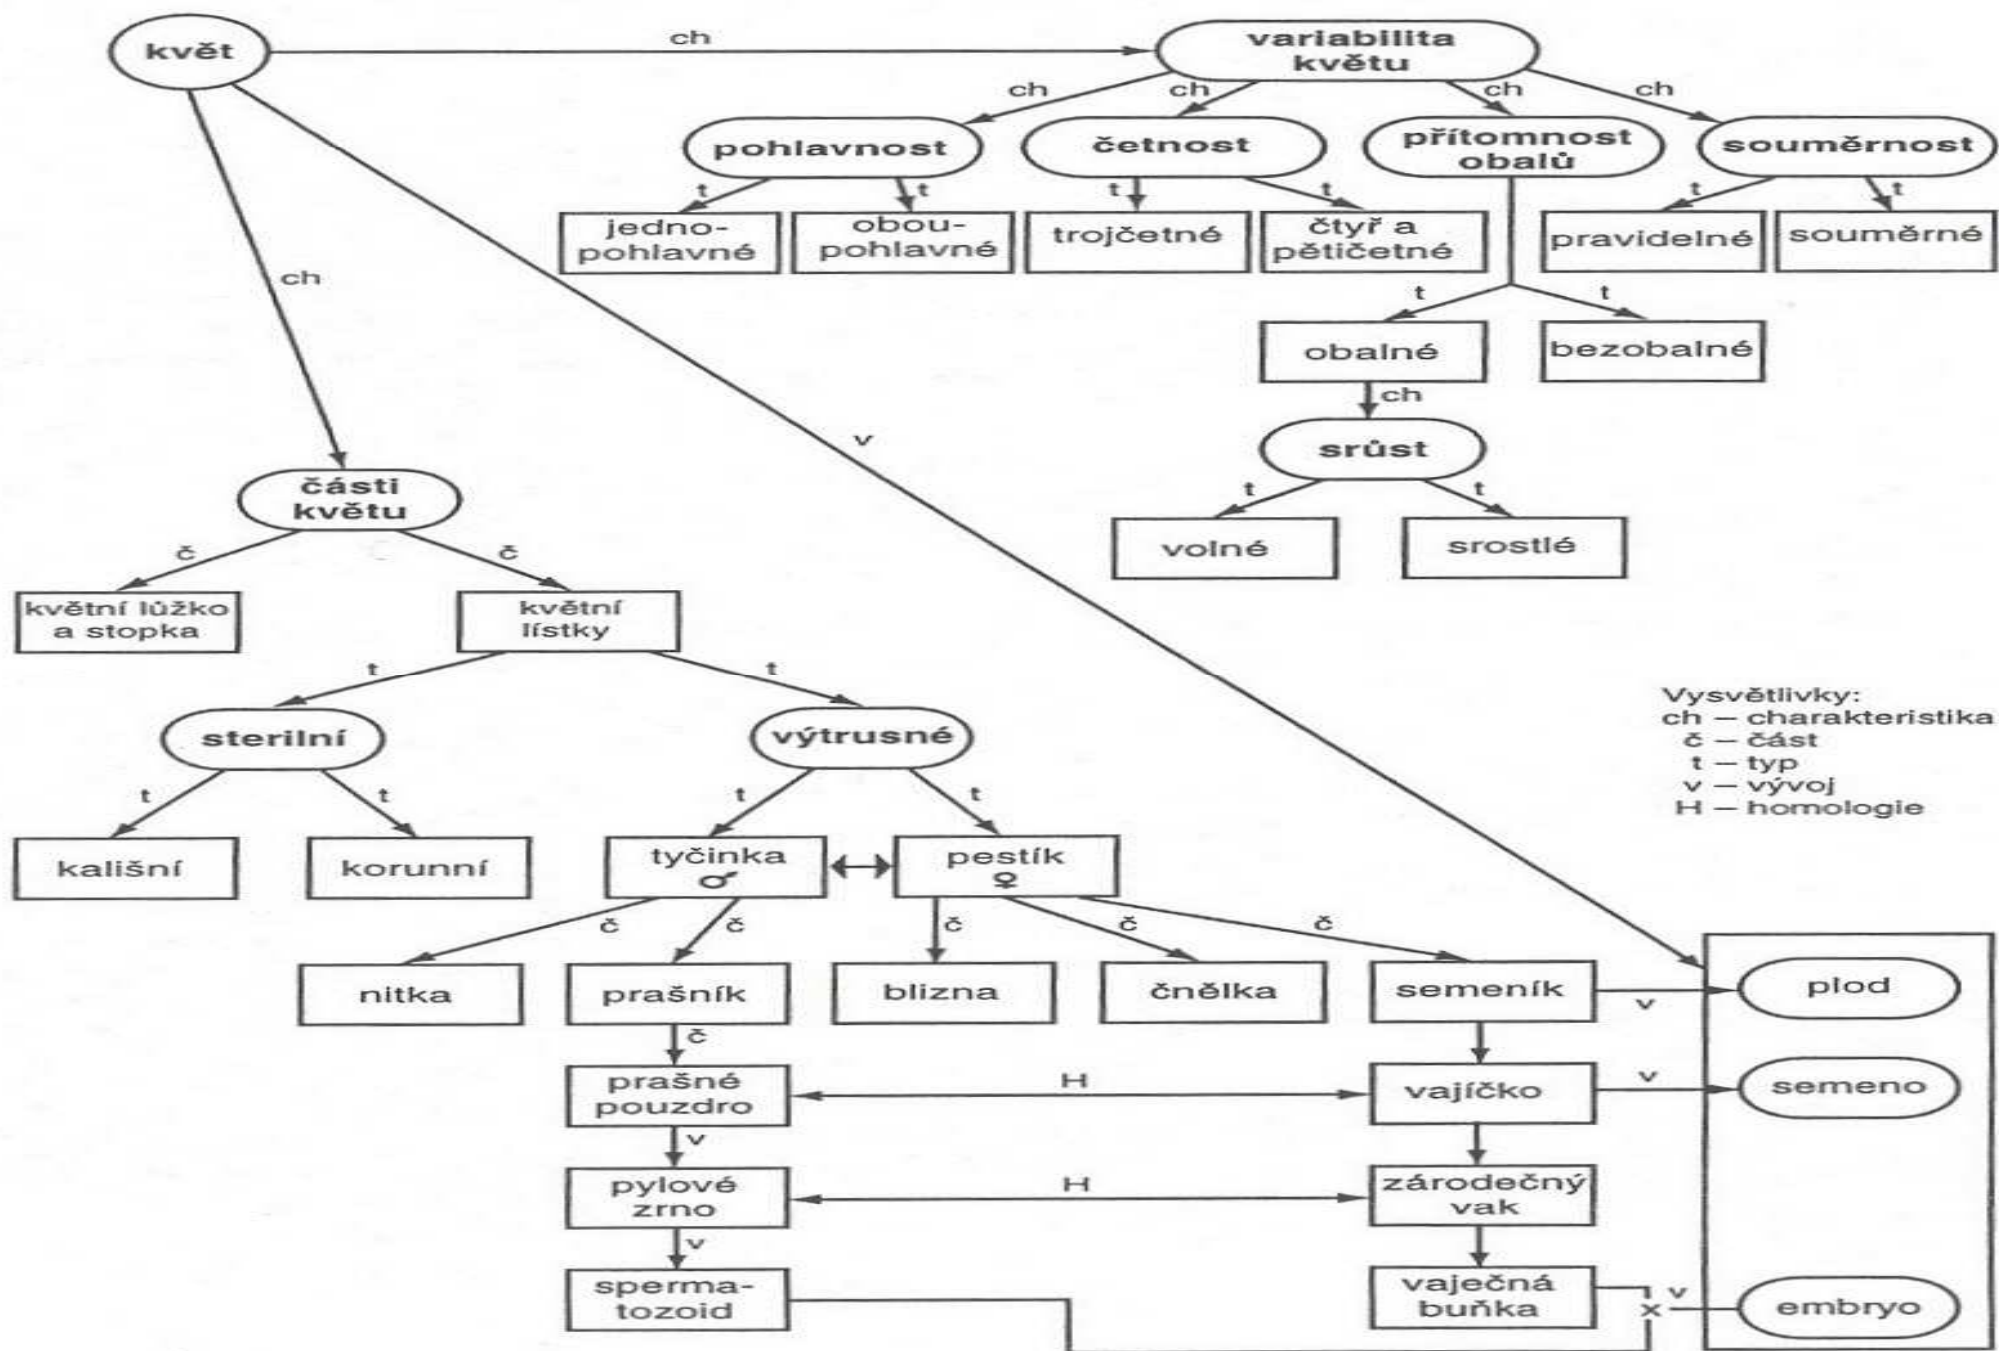 květ
ch
variabilita
květu
ch
ch
ch
ch
pohlavnost
četnost
přítomnost
obalů
souměrnost
t
t
t
t
t
t
jedno-
pohlavné
obou-
pohlavné
trojčetné
čtyř a
pětičetné
pravidelné
souměrné
ch
t
t
obalné
bezobalné
ch
v
srůst
t
t
volné
srostlé
části
květu
č
č
květní lůžko
a stopka
květní
lístky
t
t
sterilní
výtrusné
Vysvětlivky:
ch – charakteristika
č – část
t – typ
v – vývoj
H – homologie
t
t
t
t
kališní
korunní
tyčinka
♂
pestík
♀
č
č
č
č
č
nitka
prašník
blizna
čnělka
semeník
v
plod
č
prašné
pouzdro
H
vajíčko
v
semeno
v
pylové
zrno
H
zárodečný
vak
v
sperma-
tozoid
vaječná
buňka
x
v
embryo